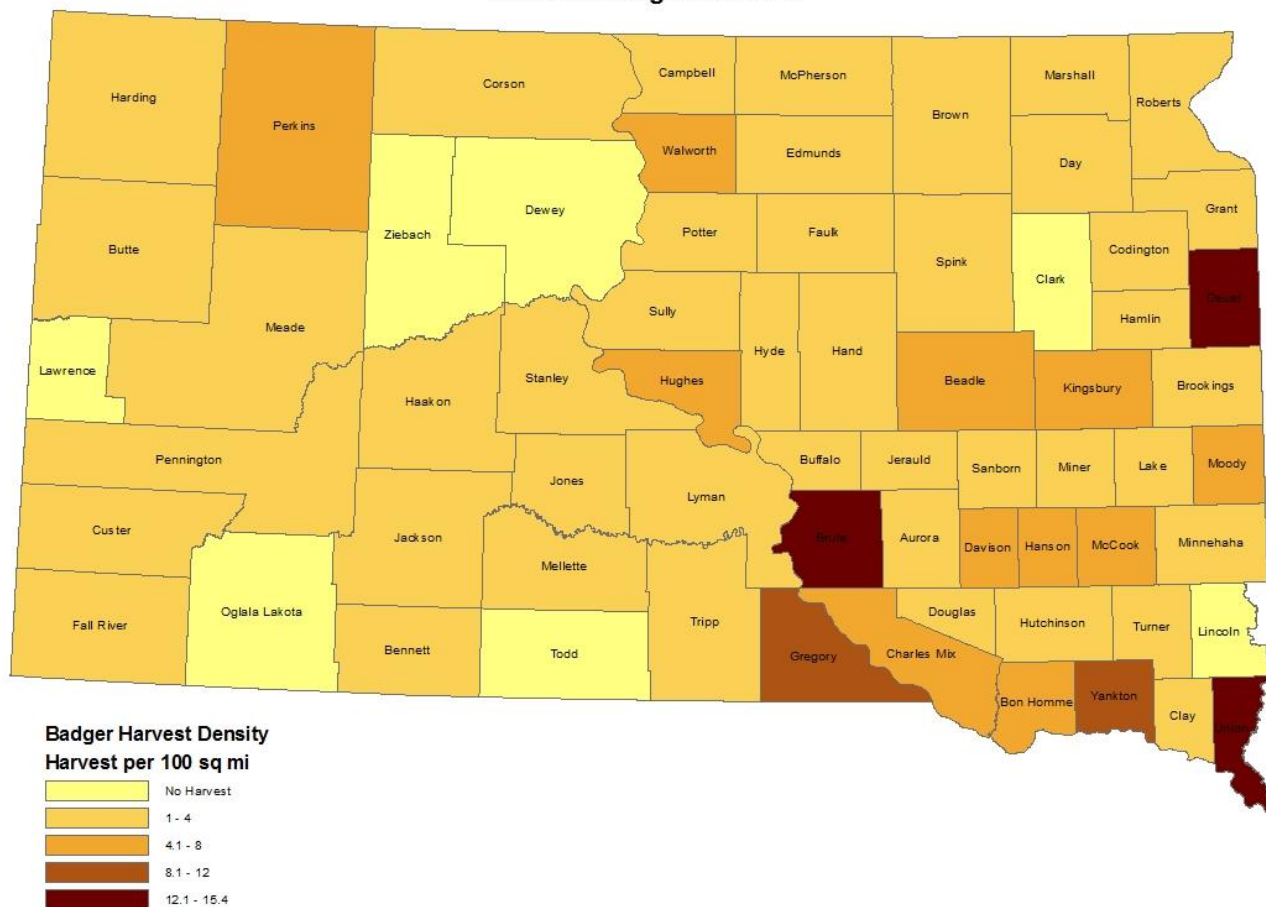 Campbell
McPherson
Marshall
Corson
Harding
Roberts
Brown
Perkins
Walworth
Edmunds
Day
Dewey
Grant
Ziebach
Potter
Faulk
Butte
Codington
Spink
Clark
Deuel
Sully
Hamlin
Meade
Hyde
Hand
Lawrence
Stanley
Hughes
Beadle
Kingsbury
Brookings
Haakon
Pennington
Buffalo
Jerauld
Sanborn
Miner
Lake
Moody
Jones
Lyman
Custer
Jackson
Brule
Aurora
Davison
Hanson
McCook
Minnehaha
Mellette
Oglala Lakota
Douglas
Fall River
Tripp
Hutchinson
Turner
Lincoln
Bennett
Todd
Gregory
Charles Mix
Bon Homme
Yankton
Clay
Union
Badger Harvest Density
Harvest per 100 sq mi
No Harvest
1 - 4
4.1 - 8
8.1 - 12
12.1 - 15.4